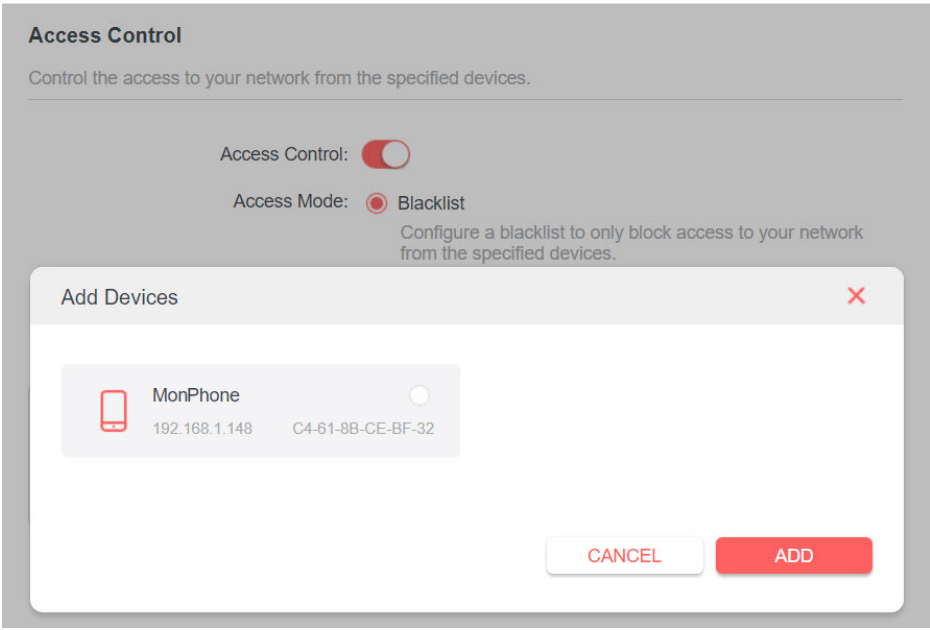 Access Control
Control the access to your network from the specified devices.
Access Control:
Access Mode: Blacklist
Configure a blacklist to only block access to your network
from the specified devices.
Add Devices
MonPhone
192.168.1.148 C4-61-8B-CE-BF-32
CANCEL ADD